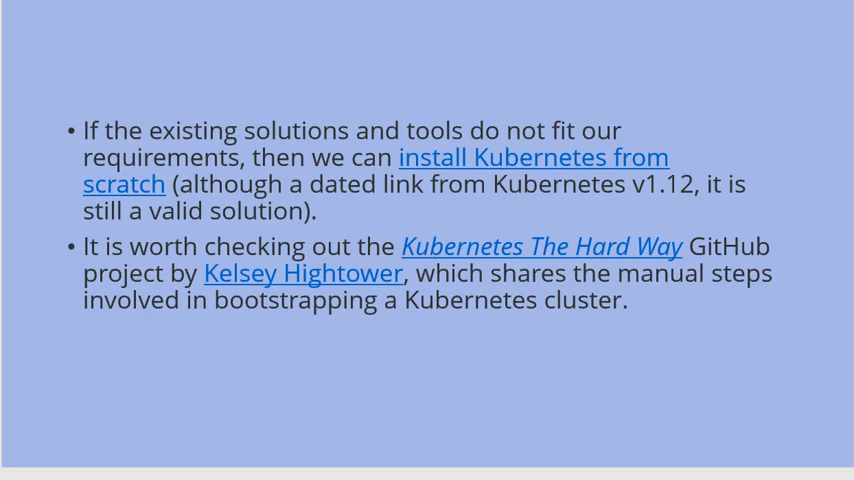 • If the existing solutions and tools do not fit our
requirements, then we can install Kubernetes from
scratch (although a dated link from Kubernetes v1.12, it is
still a valid solution).
• It is worth checking out the Kubernetes The Hard Way GitHub
project by Kelsey Hightower, which shares the manual steps
involved in bootstrapping a Kubernetes cluster.